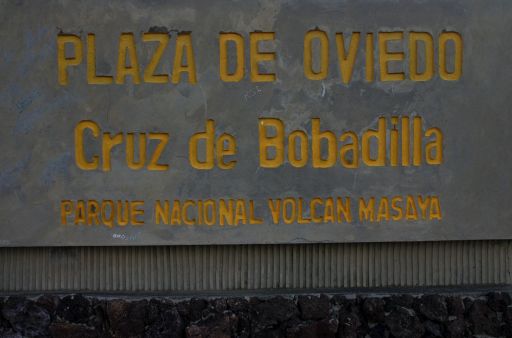 PLAZA DE OVIEDO
Cruz de Bobadilla
PARQUE NACIONAL VOLCAN MASAYA